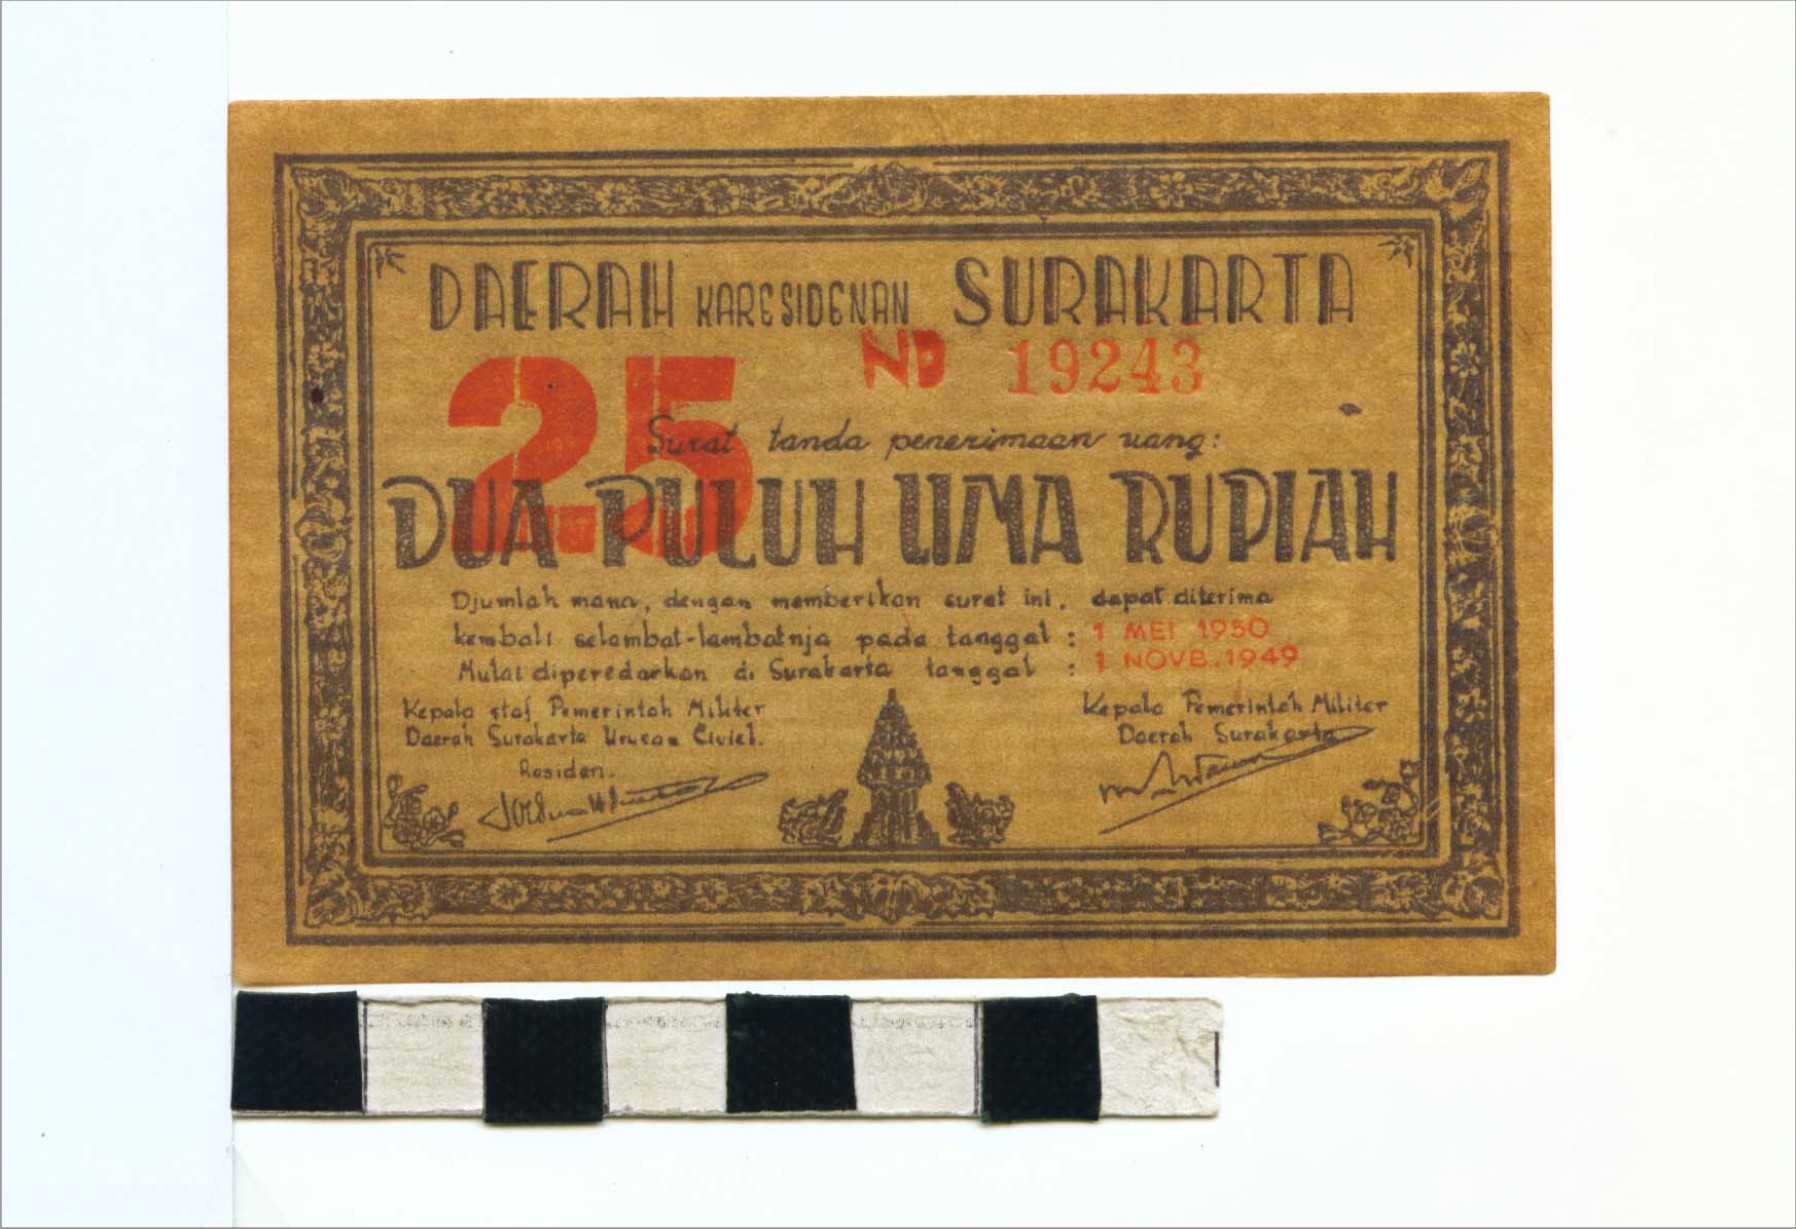 DAERAH KARESIDENAN SURAKARTA
25
ND 19243
Surat tanda penerimaan uang:
DUA PULUH LIMA RUPIAH
Djumlah mana, dengan memberikan surat ini, dapat diterima
kembali selambat-lambatnja pada tanggal : 1 MEI 1950
Mulai diperedarkan di Surakarta tanggal : 1 NOVB. 1949
Kepala staf Pemerintah Militer
Daerah Surakarta Urusan Civiel.
Residen.
Kepala Pemerintah Militer
Daerah Surakarta